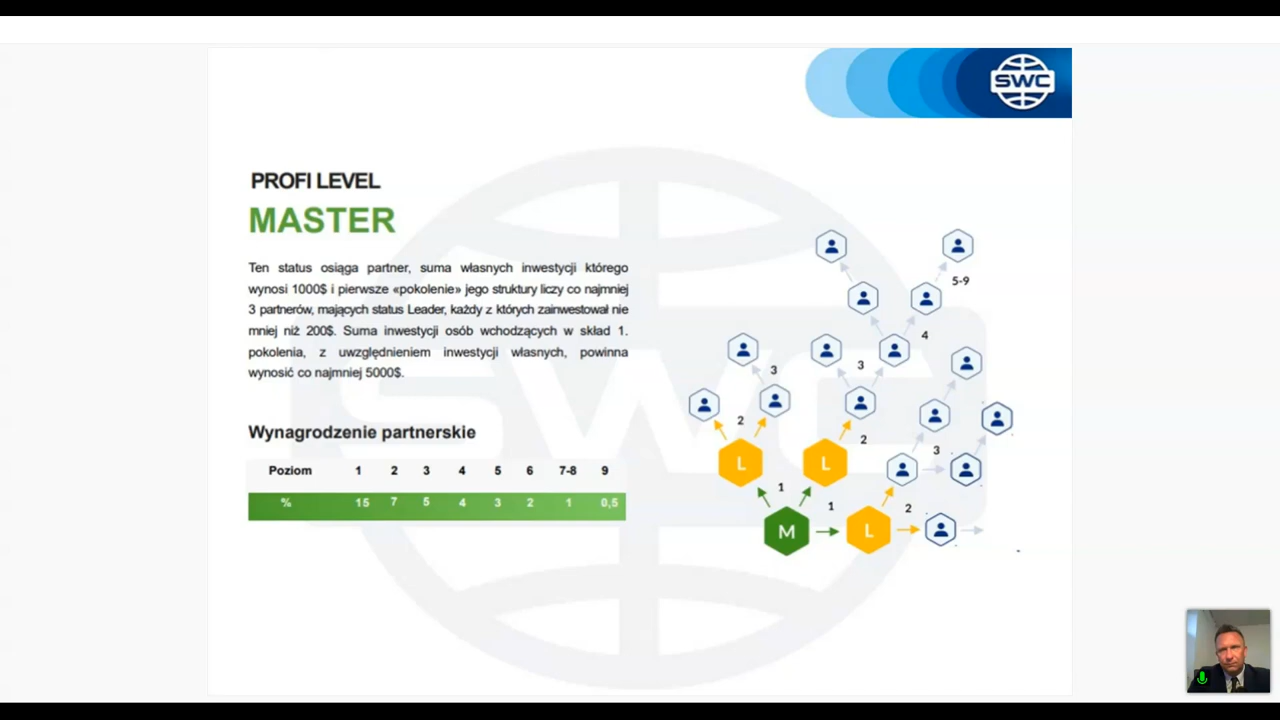 SWC
PROFI LEVEL
MASTER
Ten status osiąga partner, suma własnych inwestycji którego
wynosi 1000$ i pierwsze «pokolenie» jego struktury liczy co najmniej
3 partnerów, mających status Leader, każdy z których zainwestował nie
mniej niż 200$. Suma inwestycji osób wchodzących w skład 1.
pokolenia, z uwzględnieniem inwestycji własnych, powinna
wynosić co najmniej 5000$.
Wynagrodzenie partnerskie
Poziom 1 2 3 4 5 6 7-8 9
% 15 7 5 4 3 2 1 0,5
5-9
4
3
3
2
2
3
L
L
1
1
2
M
L
SWC